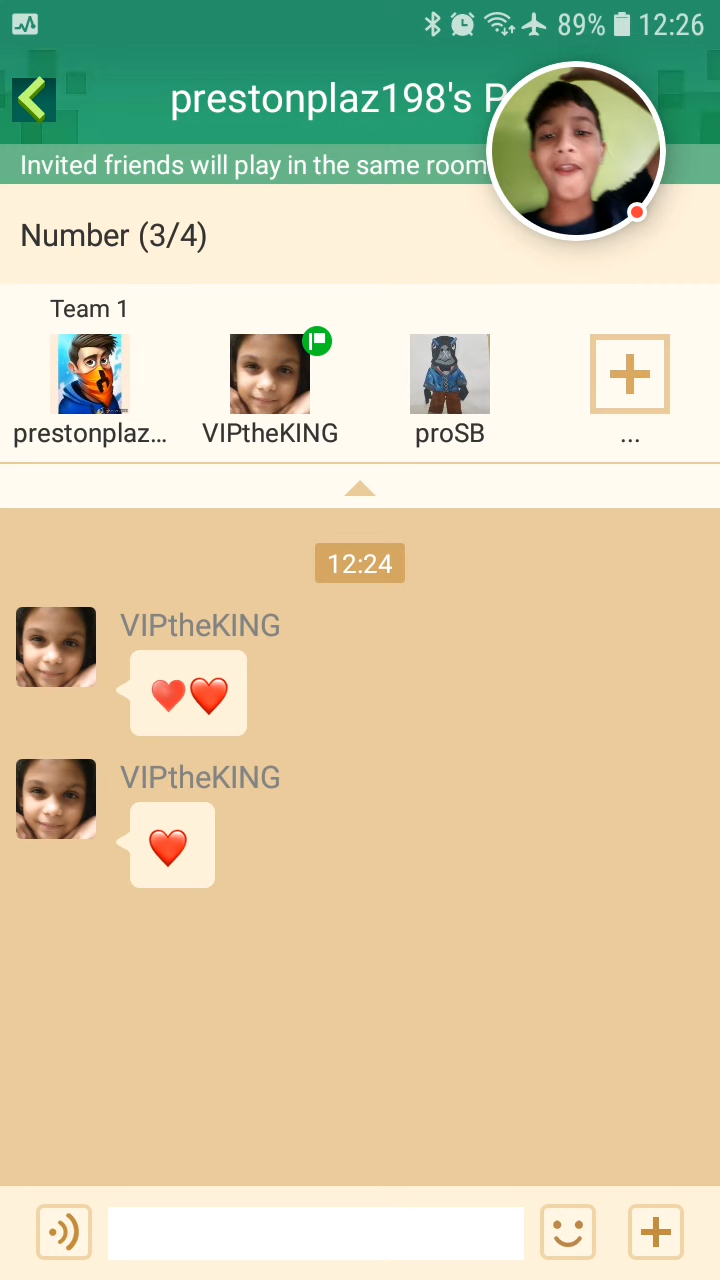 89% 12:26
prestonplaz198's P
Invited friends will play in the same room
Number (3/4)
Team 1
prestonplaz... VIPtheKING proSB ...
12:24
VIPtheKING
VIPtheKING